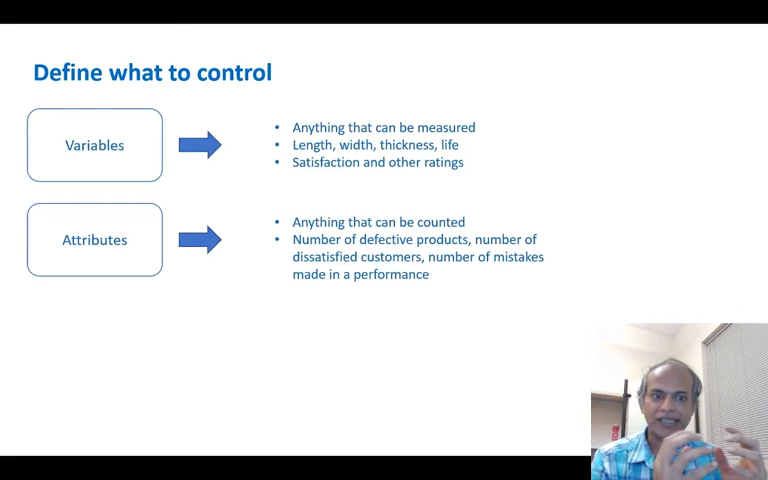 Define what to control
Variables
• Anything that can be measured
• Length, width, thickness, life
• Satisfaction and other ratings
Attributes
• Anything that can be counted
• Number of defective products, number of
dissatisfied customers, number of mistakes
made in a performance